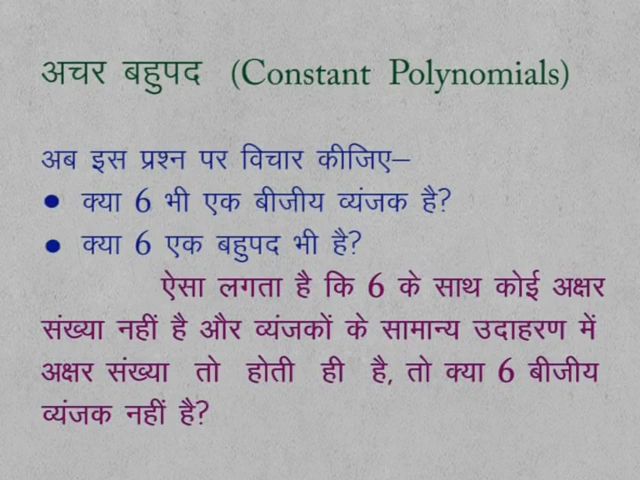 अचर बहुपद (Constant Polynomials)
अब इस प्रश्न पर विचार कीजिए–
• क्या 6 भी एक बीजीय व्यंजक है?
• क्या 6 एक बहुपद भी है?
ऐसा लगता है कि 6 के साथ कोई अक्षर
संख्या नहीं है और व्यंजकों के सामान्य उदाहरण में
अक्षर संख्या तो होती ही है, तो क्या 6 बीजीय
व्यंजक नहीं है?